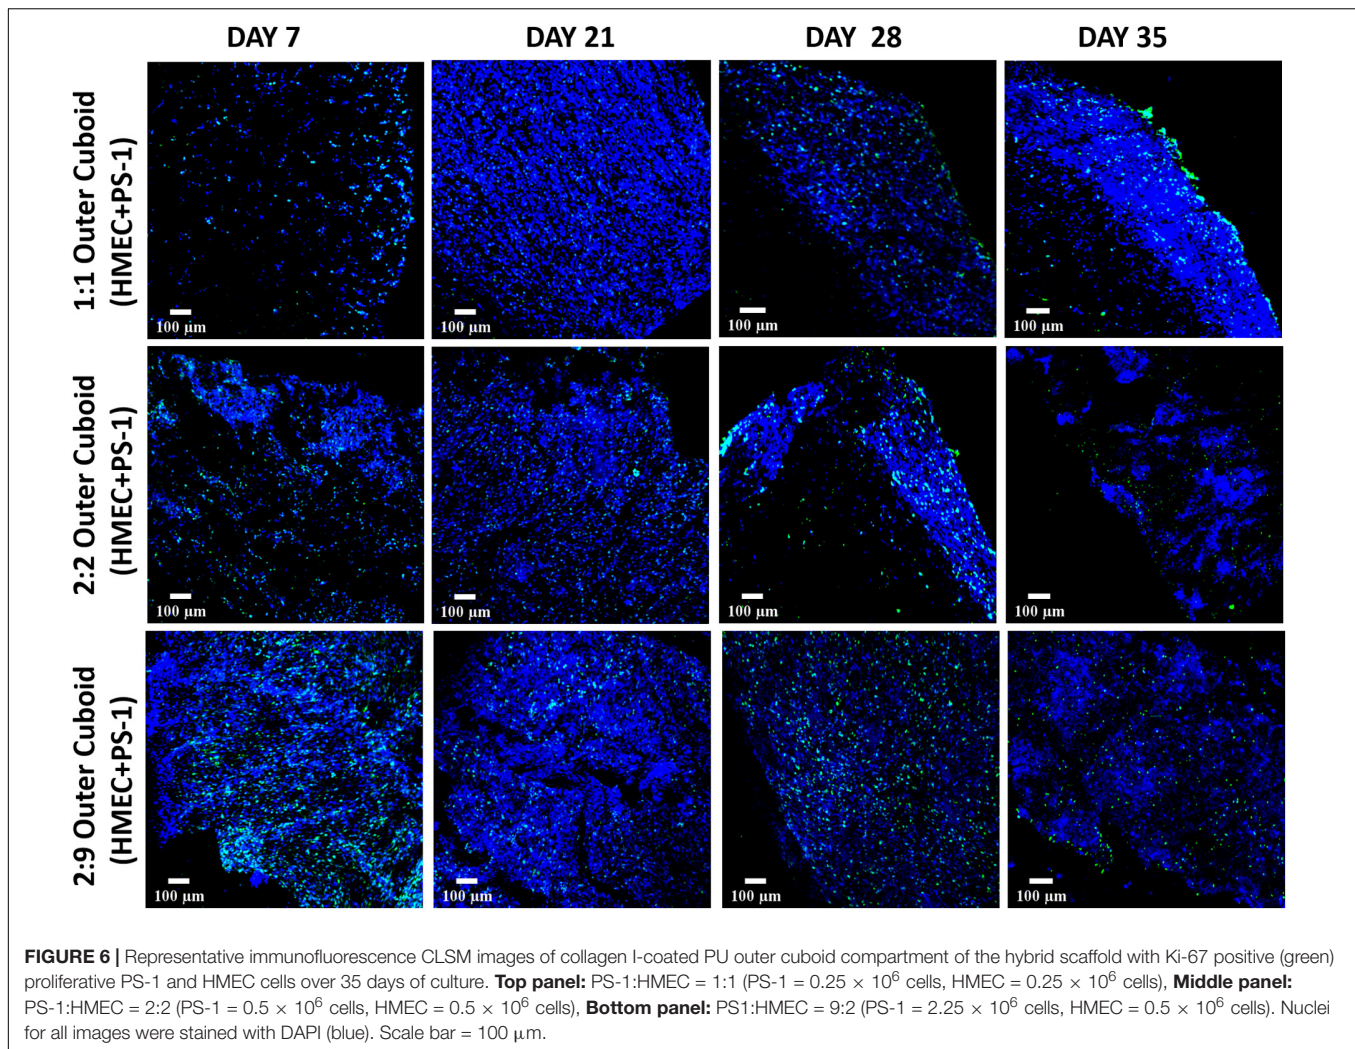 DAY 7 DAY 21 DAY 28 DAY 35
1:1 Outer Cuboid
(HMEC+PS-1)
100 µm 100 µm 100 µm 100 µm
2:2 Outer Cuboid
(HMEC+PS-1)
100 µm 100 µm 100 µm 100 µm
2:9 Outer Cuboid
(HMEC+PS-1)
100 µm 100 µm 100 µm 100 µm
FIGURE 6 | Representative immunofluorescence CLSM images of collagen I-coated PU outer cuboid compartment of the hybrid scaffold with Ki-67 positive (green)
proliferative PS-1 and HMEC cells over 35 days of culture. Top panel: PS-1:HMEC = 1:1 (PS-1 = 0.25 × 10⁶ cells, HMEC = 0.25 × 10⁶ cells), Middle panel:
PS-1:HMEC = 2:2 (PS-1 = 0.5 × 10⁶ cells, HMEC = 0.5 × 10⁶ cells), Bottom panel: PS1:HMEC = 9:2 (PS-1 = 2.25 × 10⁶ cells, HMEC = 0.5 × 10⁶ cells). Nuclei
for all images were stained with DAPI (blue). Scale bar = 100 µm.